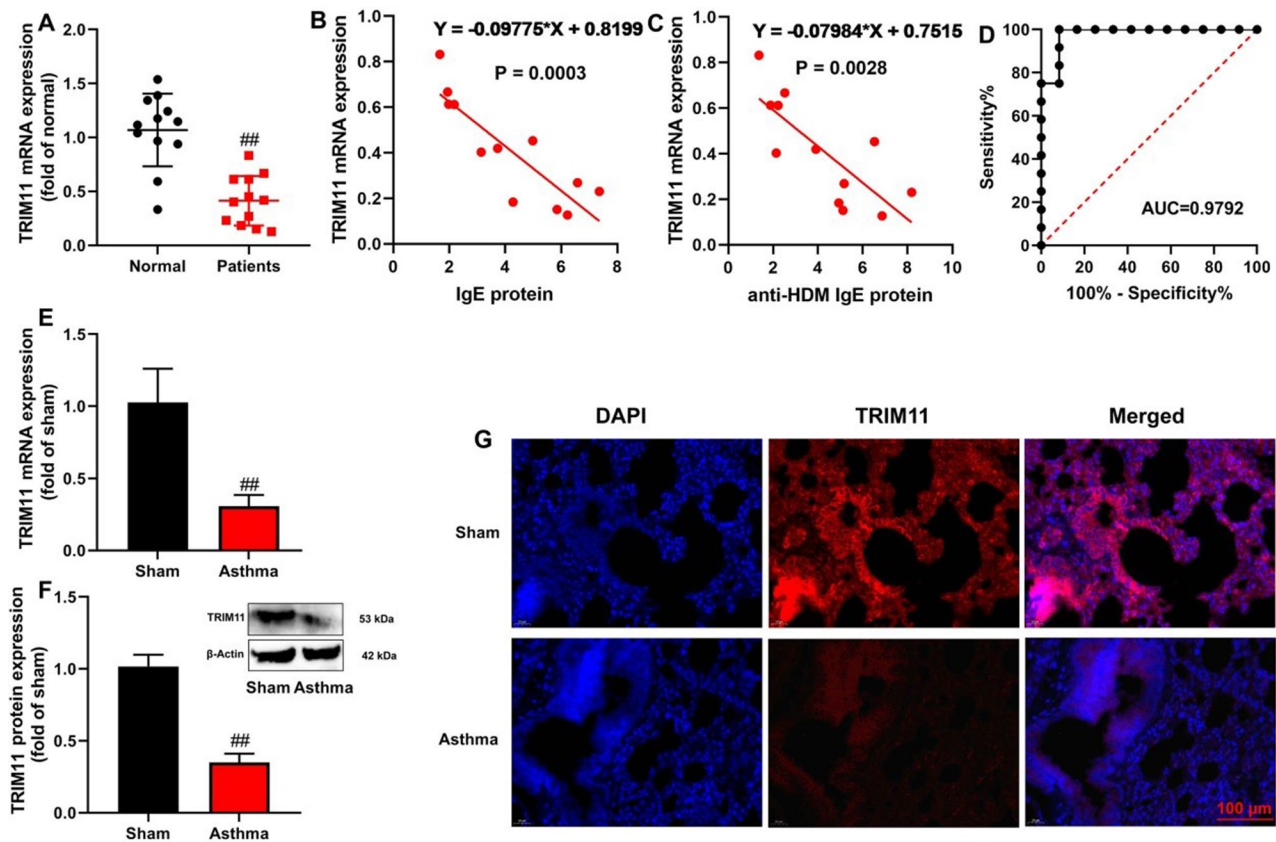 A
TRIM11 mRNA expression
(fold of normal)
2.0
1.5
1.0
0.5
0.0
##
Normal
Patients
B
TRIM11 mRNA expression
1.0
0.8
0.6
0.4
0.2
0.0
Y = -0.09775*X + 0.8199
P = 0.0003
0 2 4 6 8
IgE protein
C
TRIM11 mRNA expression
1.0
0.8
0.6
0.4
0.2
0.0
Y = -0.07984*X + 0.7515
P = 0.0028
0 2 4 6 8 10
anti-HDM IgE protein
D
Sensitivity%
100
80
60
40
20
0
AUC=0.9792
0 20 40 60 80 100
100% - Specificity%
E
TRIM11 mRNA expression
(fold of sham)
1.5
1.0
0.5
0.0
##
Sham
Asthma
F
TRIM11 protein expression
(fold of sham)
1.5
1.0
0.5
0.0
##
Sham
Asthma
TRIM11
53 kDa
β-Actin
42 kDa
Sham Asthma
G
DAPI
TRIM11
Merged
Sham
Asthma
100 μm